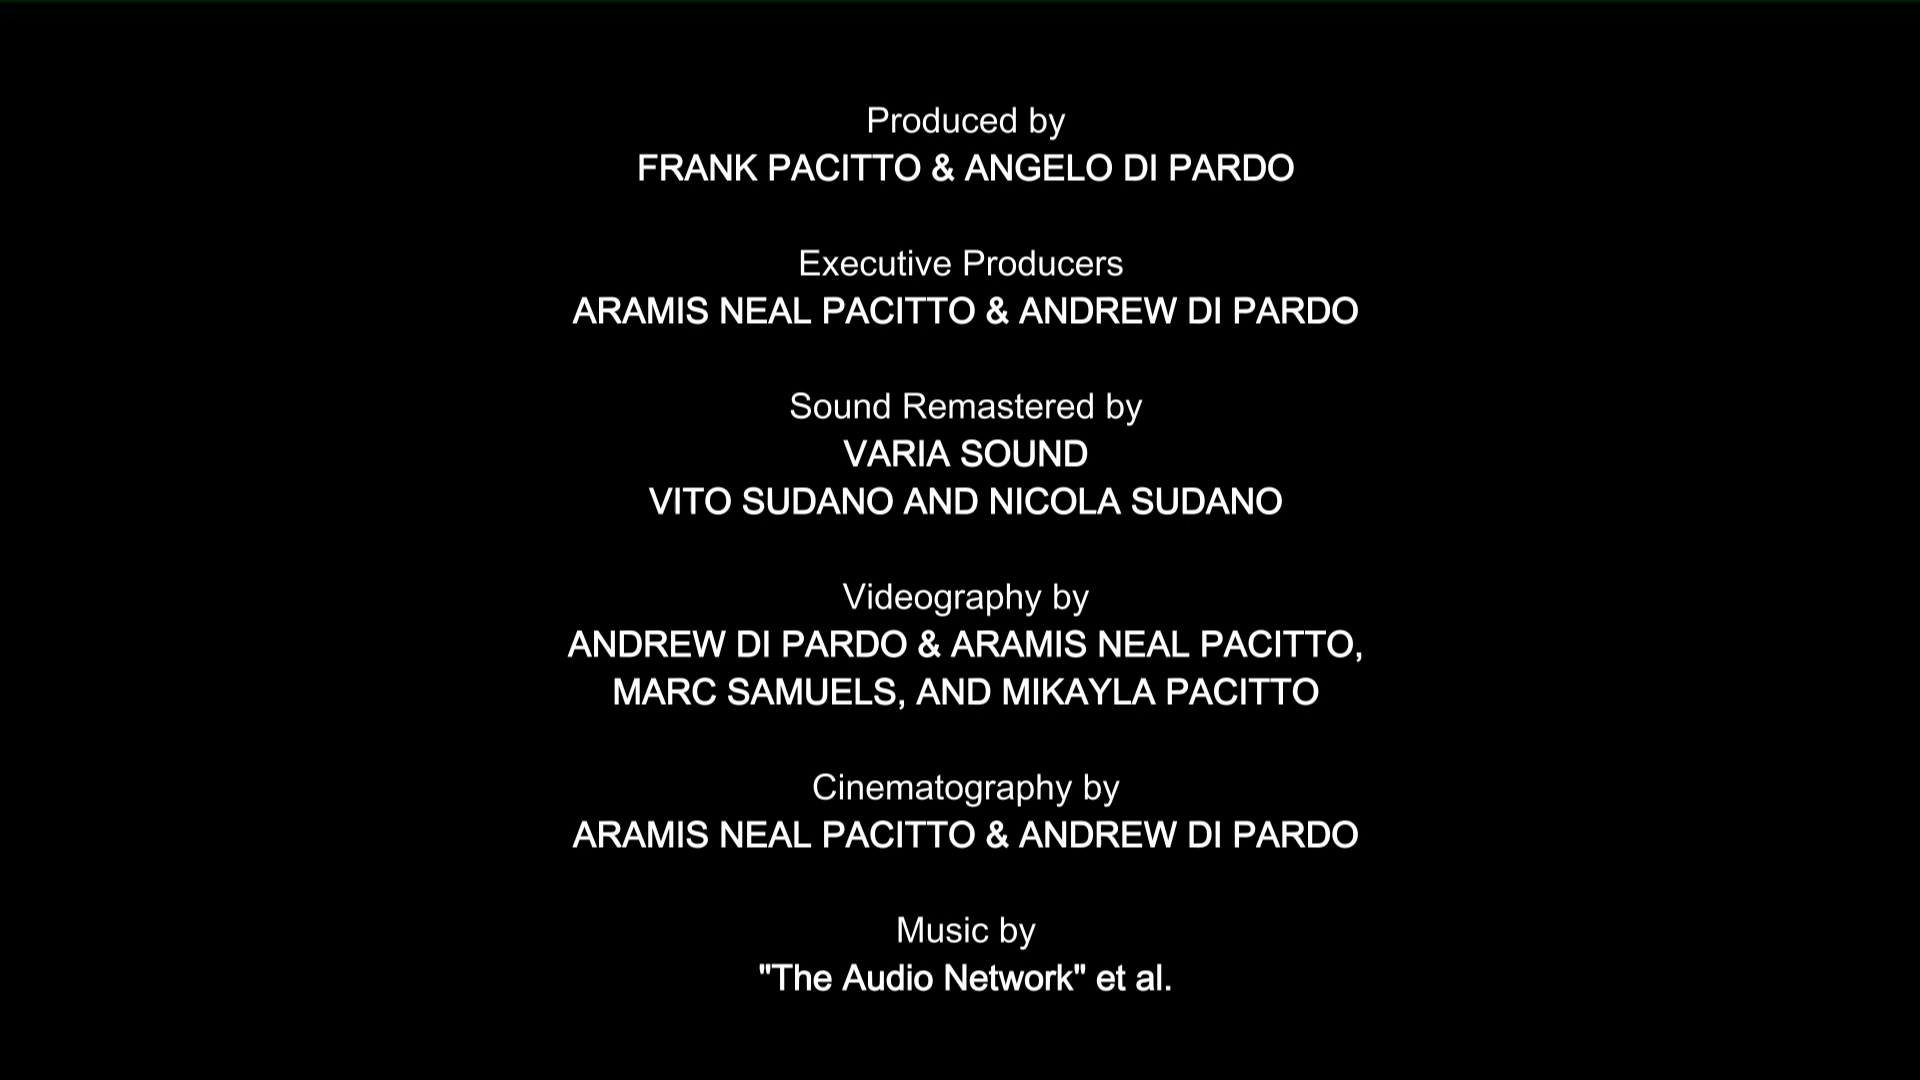 Produced by
FRANK PACITTO & ANGELO DI PARDO
Executive Producers
ARAMIS NEAL PACITTO & ANDREW DI PARDO
Sound Remastered by
VARIA SOUND
VITO SUDANO AND NICOLA SUDANO
Videography by
ANDREW DI PARDO & ARAMIS NEAL PACITTO,
MARC SAMUELS, AND MIKAYLA PACITTO
Cinematography by
ARAMIS NEAL PACITTO & ANDREW DI PARDO
Music by
"The Audio Network" et al.